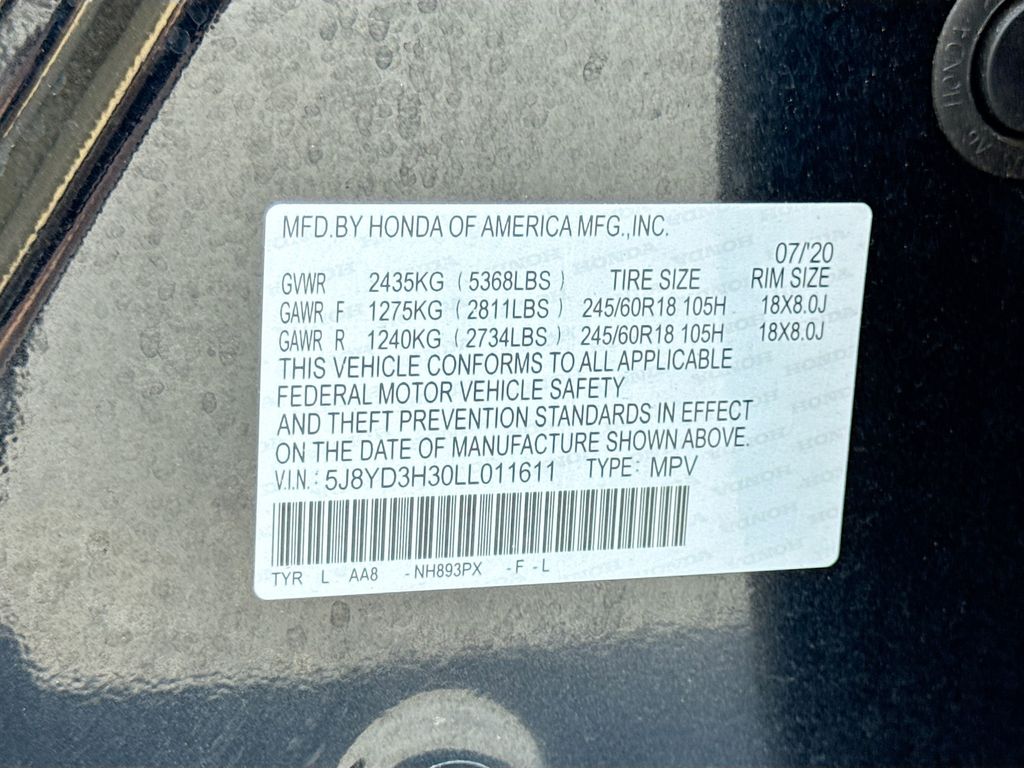 MFD.BY HONDA OF AMERICA MFG.,INC.
07/'20
GVWR 2435KG ( 5368LBS ) TIRE SIZE RIM SIZE
GAWR F 1275KG ( 2811LBS ) 245/60R18 105H 18X8.0J
GAWR R 1240KG ( 2734LBS ) 245/60R18 105H 18X8.0J
THIS VEHICLE CONFORMS TO ALL APPLICABLE
FEDERAL MOTOR VEHICLE SAFETY
AND THEFT PREVENTION STANDARDS IN EFFECT
ON THE DATE OF MANUFACTURE SHOWN ABOVE.
V.I.N.: 5J8YD3H30LL011611 TYPE: MPV
TYR L AA8 -NH893PX -F -L